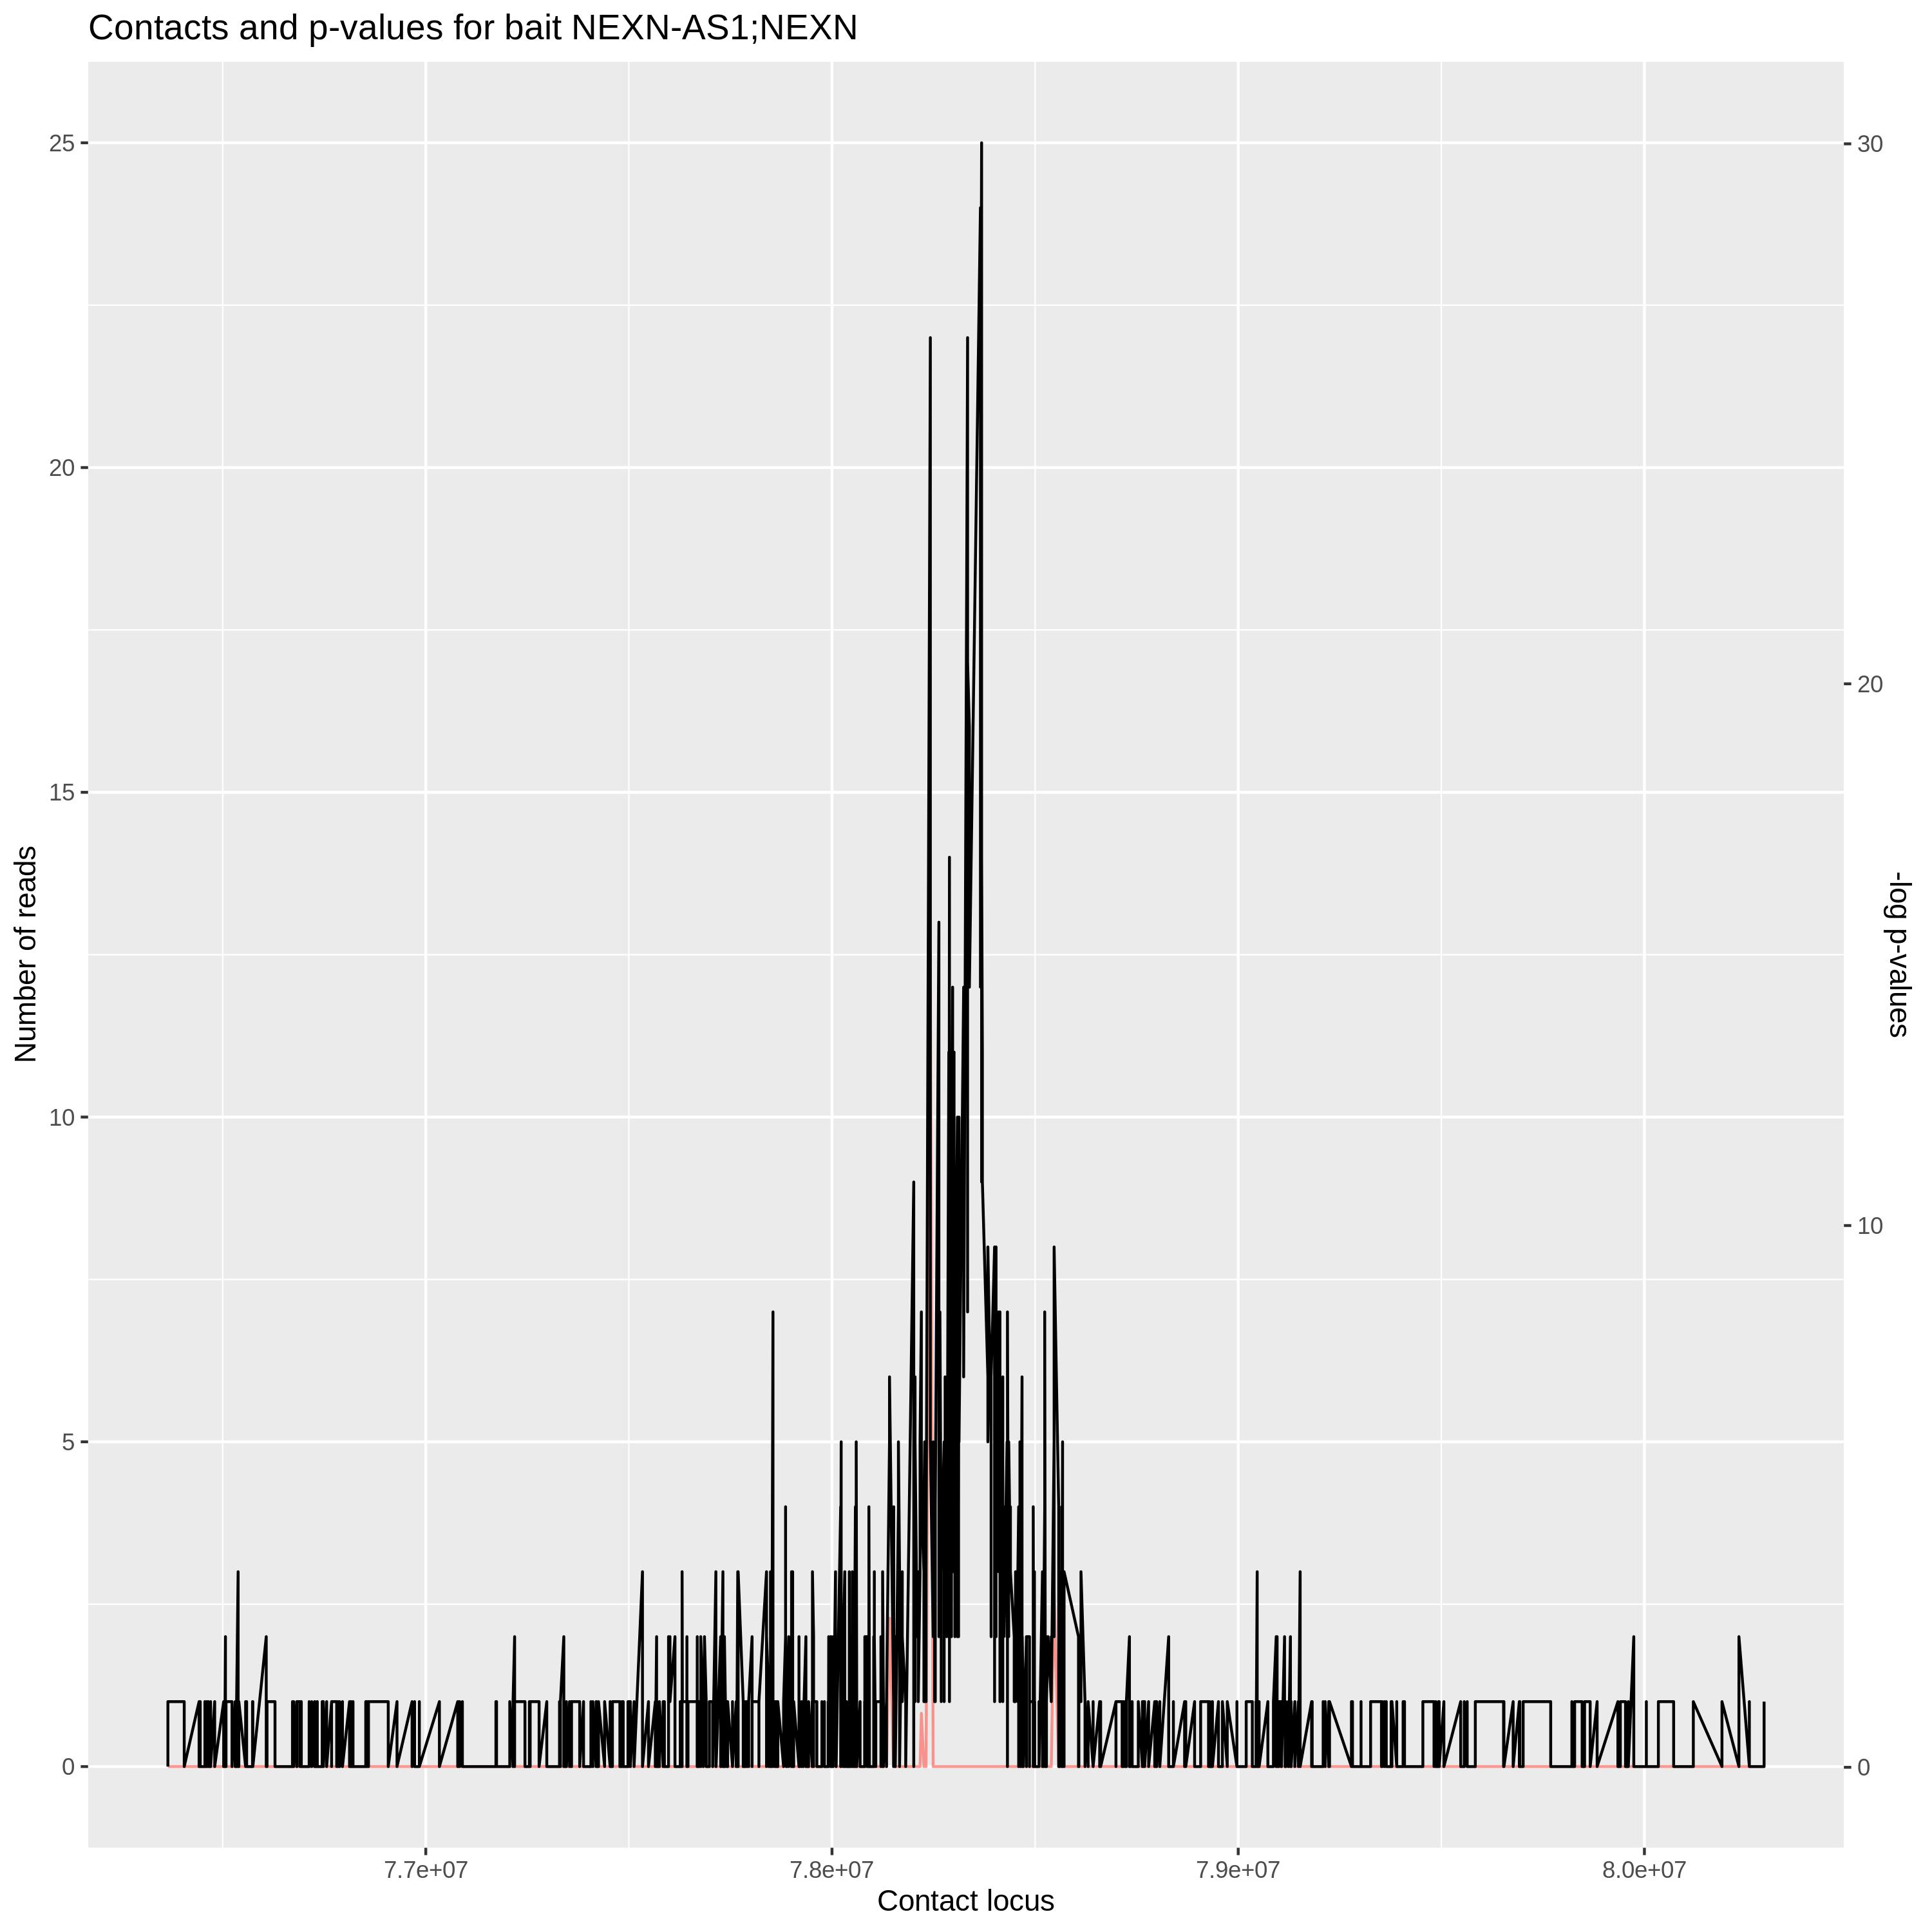 Contacts and p-values for bait NEXN-AS1;NEXN
25
20
15
10
5
0
Number of reads
30
20
10
0
-log p-values
7.7e+07
7.8e+07
7.9e+07
8.0e+07
Contact locus